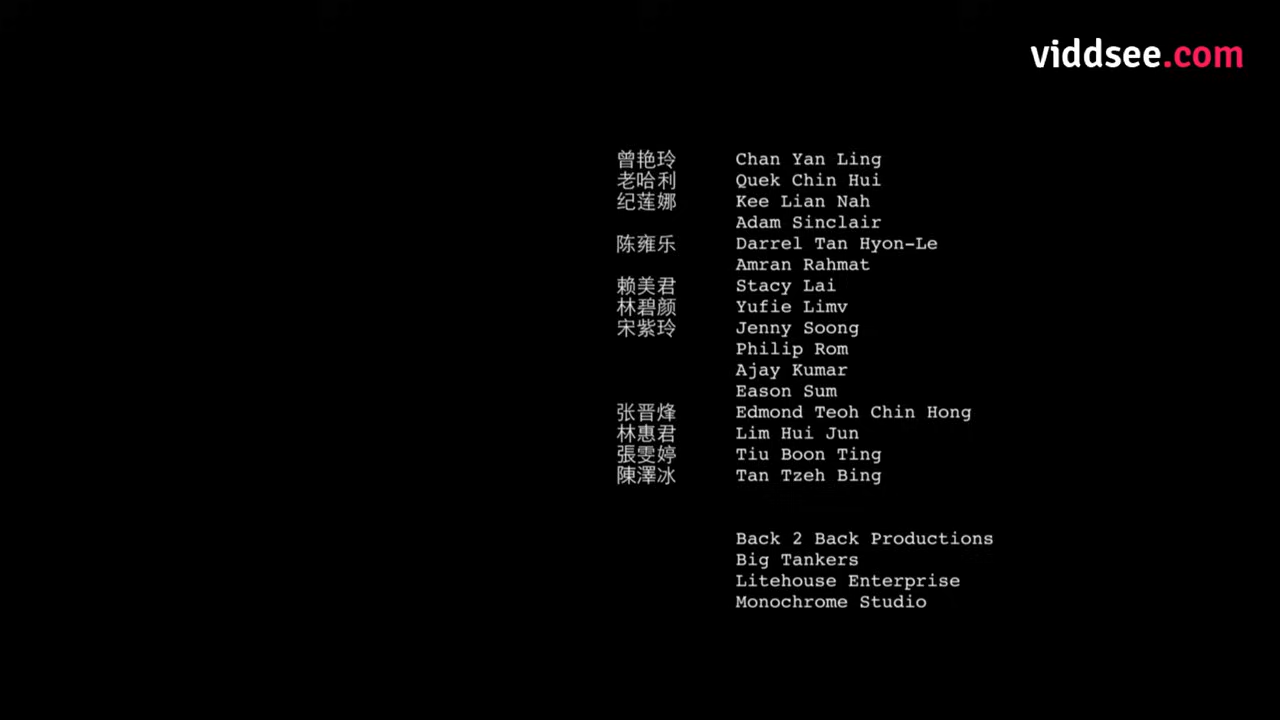 viddsee.com
曾艳玲 Chan Yan Ling
老哈利 Quek Chin Hui
纪莲娜 Kee Lian Nah
Adam Sinclair
陈雍乐 Darrel Tan Hyon-Le
Amran Rahmat
赖美君 Stacy Lai
林碧颜 Yufie Limv
宋紫玲 Jenny Soong
Philip Rom
Ajay Kumar
Eason Sum
张晋烽 Edmond Teoh Chin Hong
林惠君 Lim Hui Jun
張雯婷 Tiu Boon Ting
陳澤冰 Tan Tzeh Bing
Back 2 Back Productions
Big Tankers
Litehouse Enterprise
Monochrome Studio